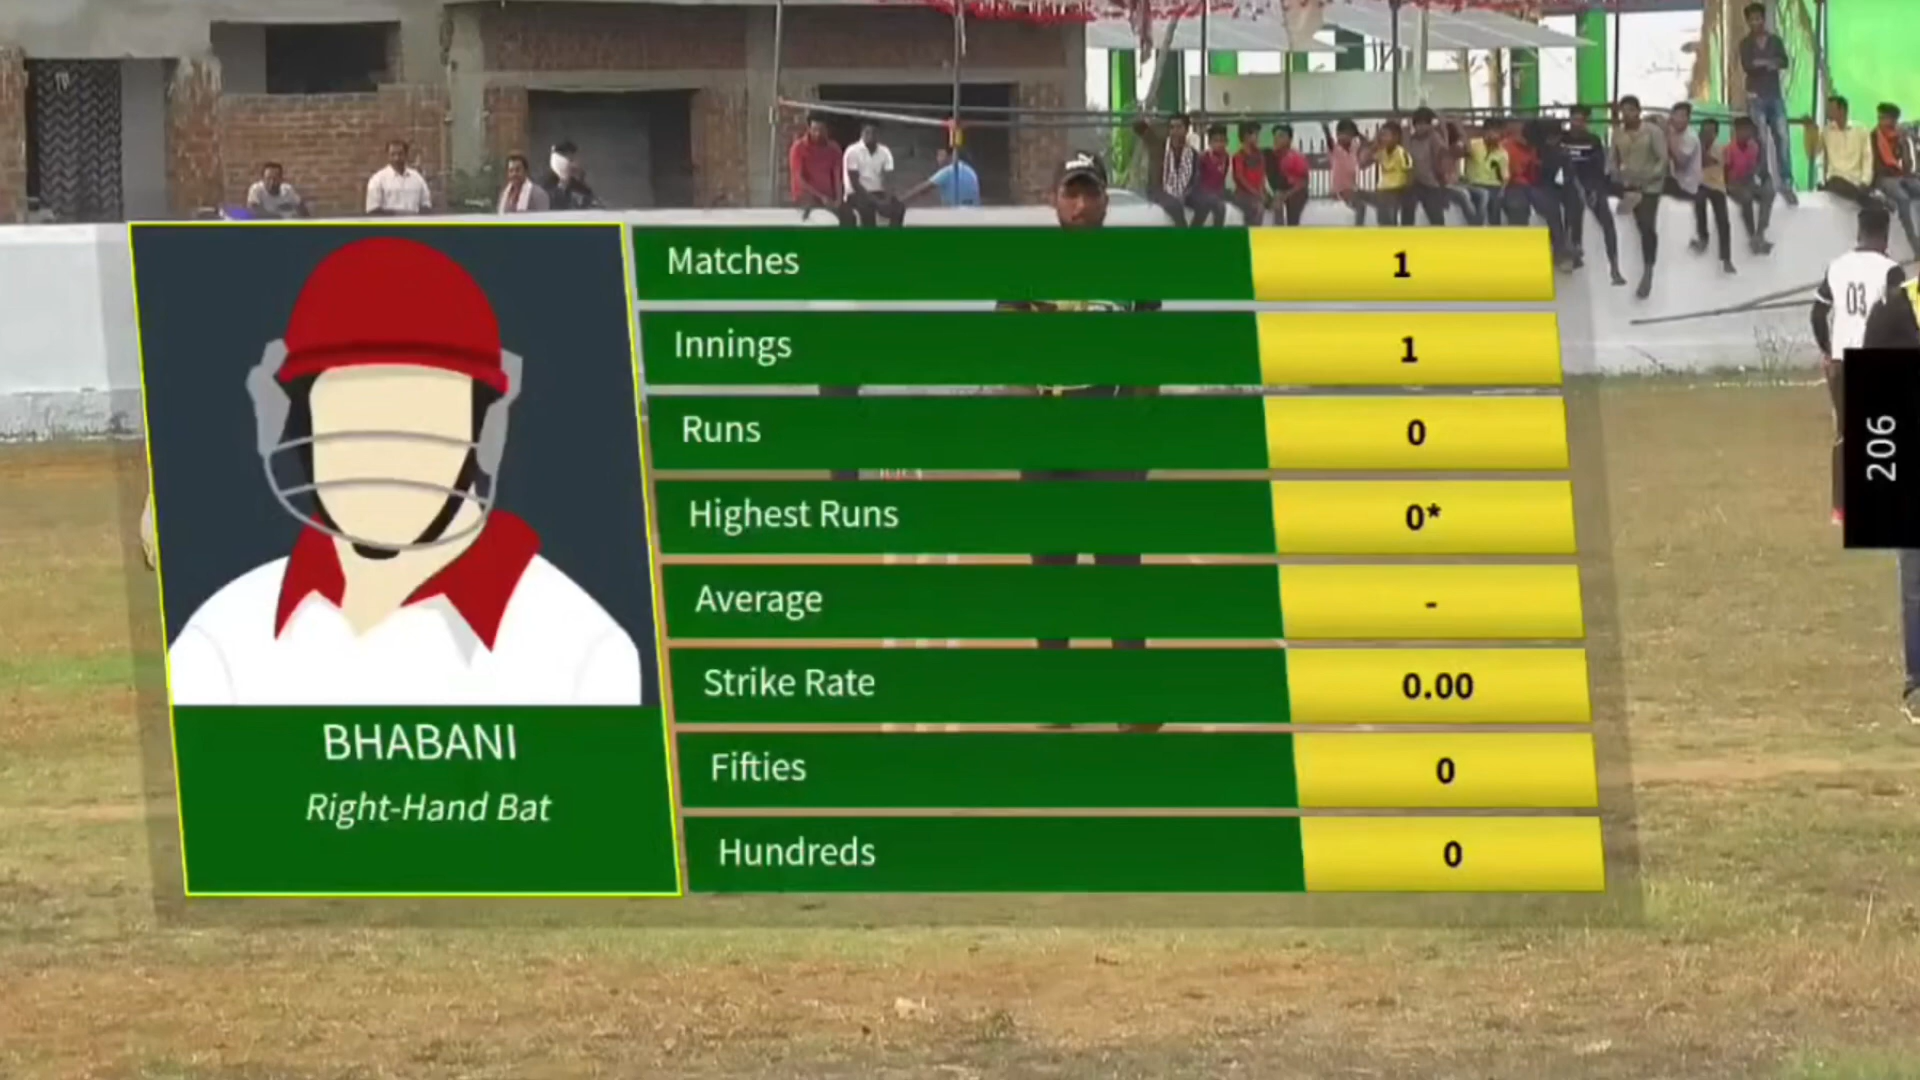 Matches 1
Innings 1
Runs 0
Highest Runs 0*
Average -
Strike Rate 0.00
Fifties 0
Hundreds 0
BHABANI
Right-Hand Bat
03
206